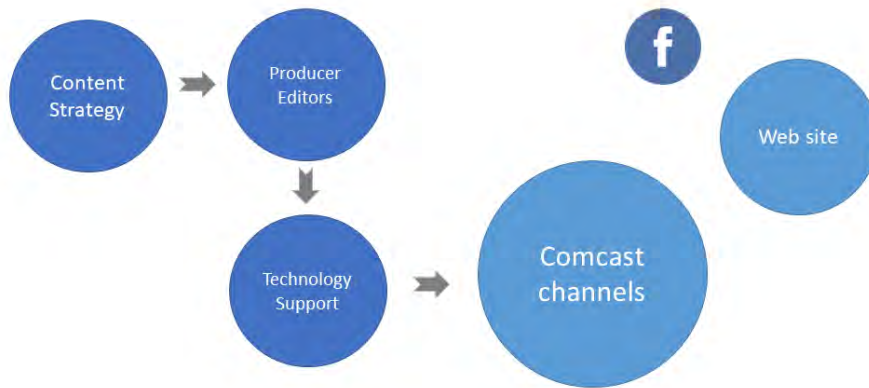 Content
Strategy
Producer
Editors
f
Web site
Technology
Support
Comcast
channels